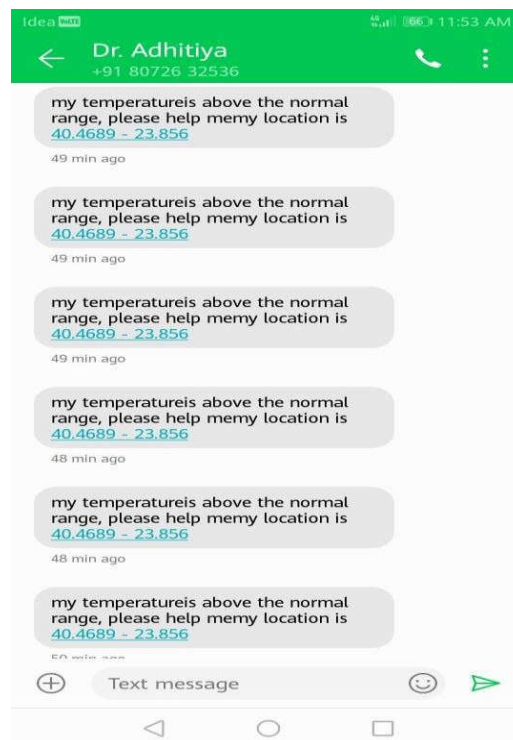 Idea VoLTE 4G 66 11:53 AM
Dr. Adhitiya
+91 80726 32536
my temperatureis above the normal
range, please help memy location is
40.4689 - 23.856
49 min ago
my temperatureis above the normal
range, please help memy location is
40.4689 - 23.856
49 min ago
my temperatureis above the normal
range, please help memy location is
40.4689 - 23.856
49 min ago
my temperatureis above the normal
range, please help memy location is
40.4689 - 23.856
48 min ago
my temperatureis above the normal
range, please help memy location is
40.4689 - 23.856
48 min ago
my temperatureis above the normal
range, please help memy location is
40.4689 - 23.856
50 min ago
Text message